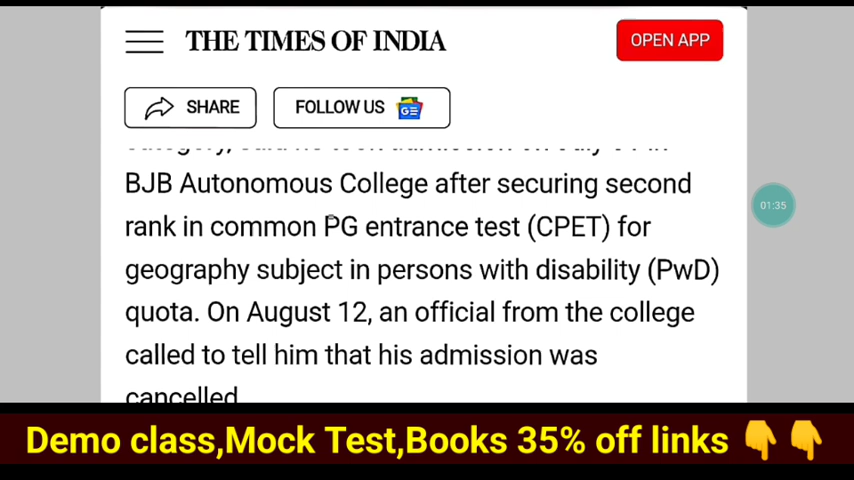 THE TIMES OF INDIA
OPEN APP
SHARE
FOLLOW US GE
BJB Autonomous College after securing second
rank in common PG entrance test (CPET) for
geography subject in persons with disability (PwD)
quota. On August 12, an official from the college
called to tell him that his admission was
cancelled
01:35
Demo class,Mock Test,Books 35% off links 👇👇